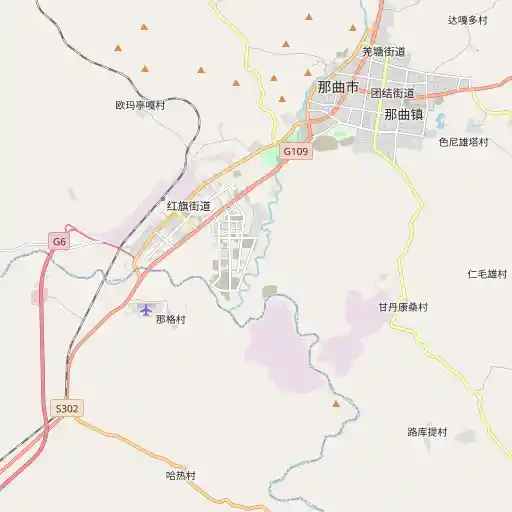 达嘎多村
羌塘街道
那曲市
团结街道
欧玛亭嘎村
那曲镇
色尼雄塔村
G109
红旗街道
G6
仁毛雄村
甘丹康桑村
那格村
S302
路库提村
哈热村